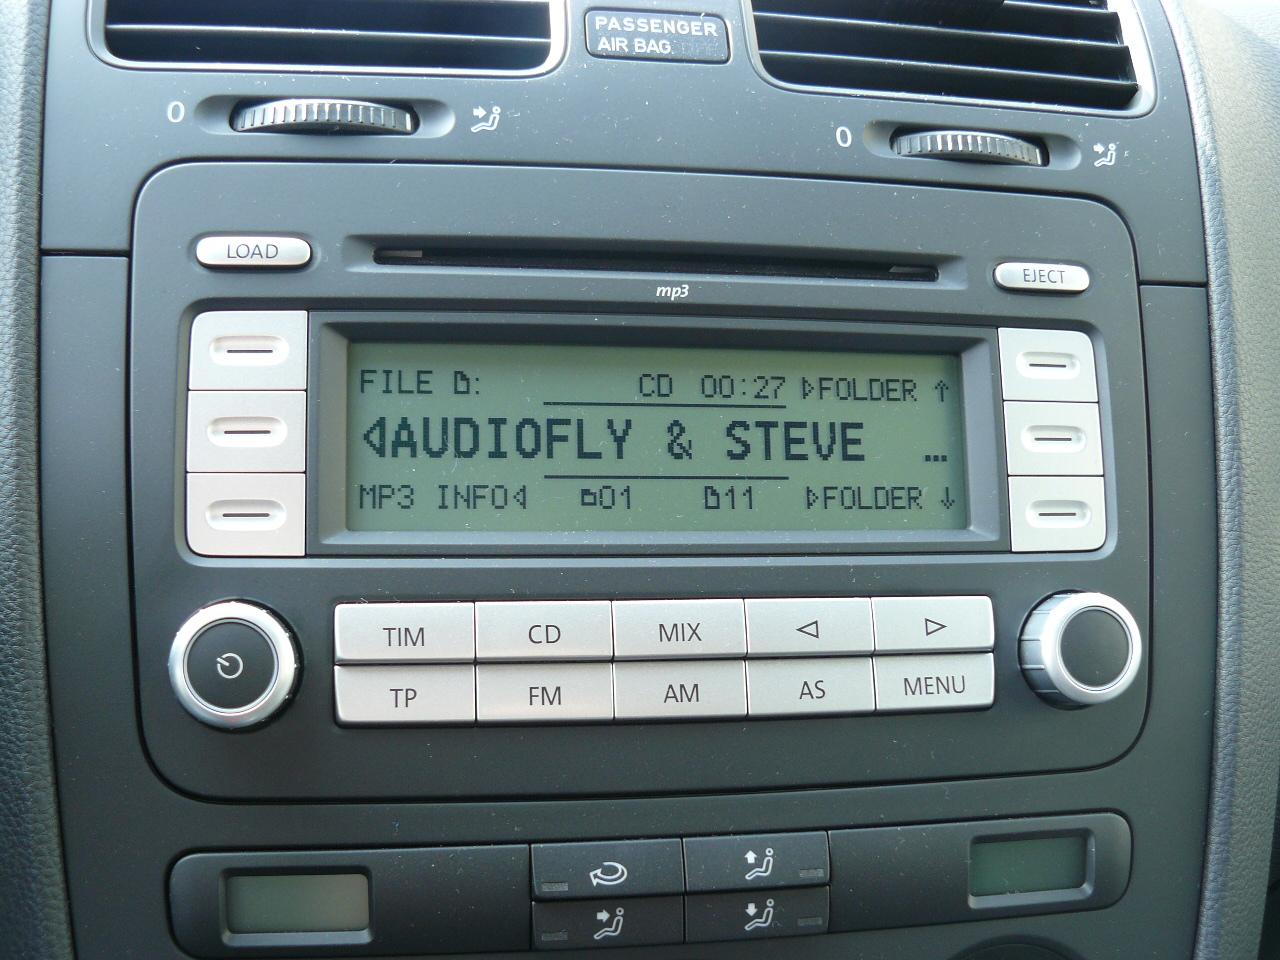 PASSENGER
AIR BAG OFF
0
0
LOAD
EJECT
mp3
FILE : CD 00:27 FOLDER ↑
AUDIOFLY & STEVE ...
MP3 INFO 01 11 FOLDER ↓
TIM CD MIX
TP FM AM AS MENU